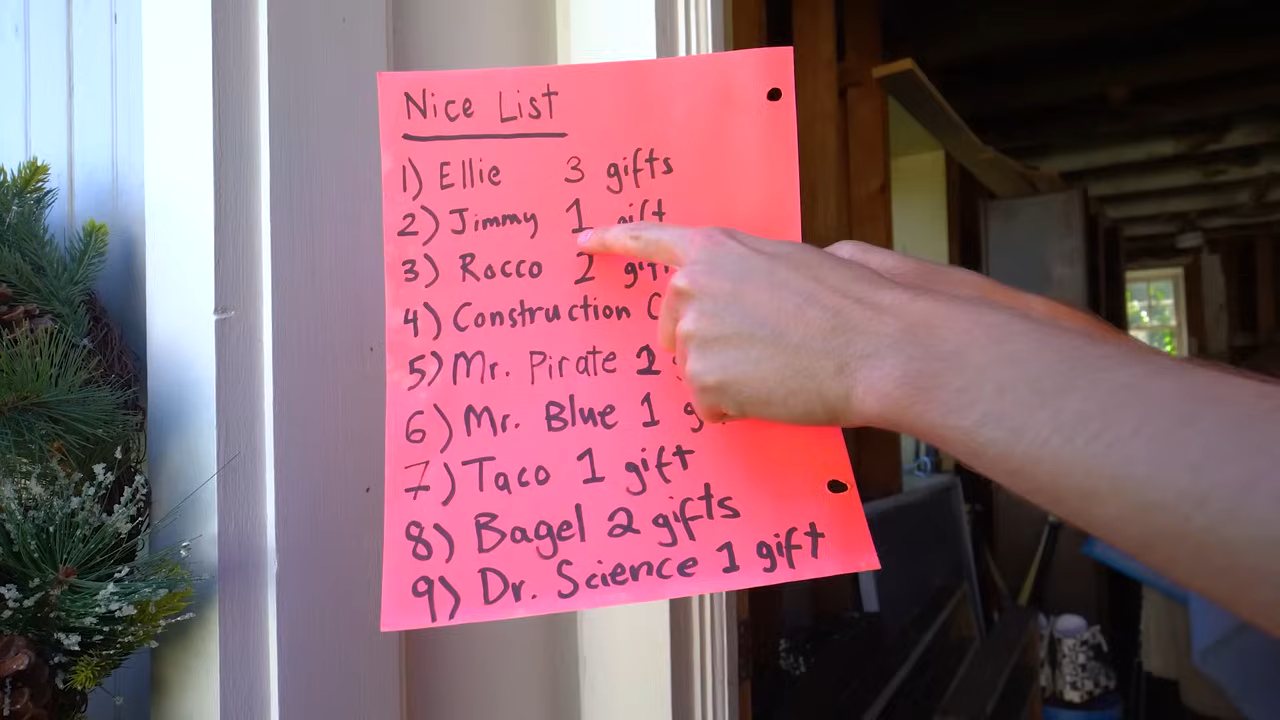 Nice List
1) Ellie 3 gifts
2) Jimmy 1 gift
3) Rocco 2
4) Construction
5) Mr. Pirate 2
6) Mr. Blue 1
7) Taco 1 gift
8) Bagel 2 gifts
9) Dr. Science 1 gift